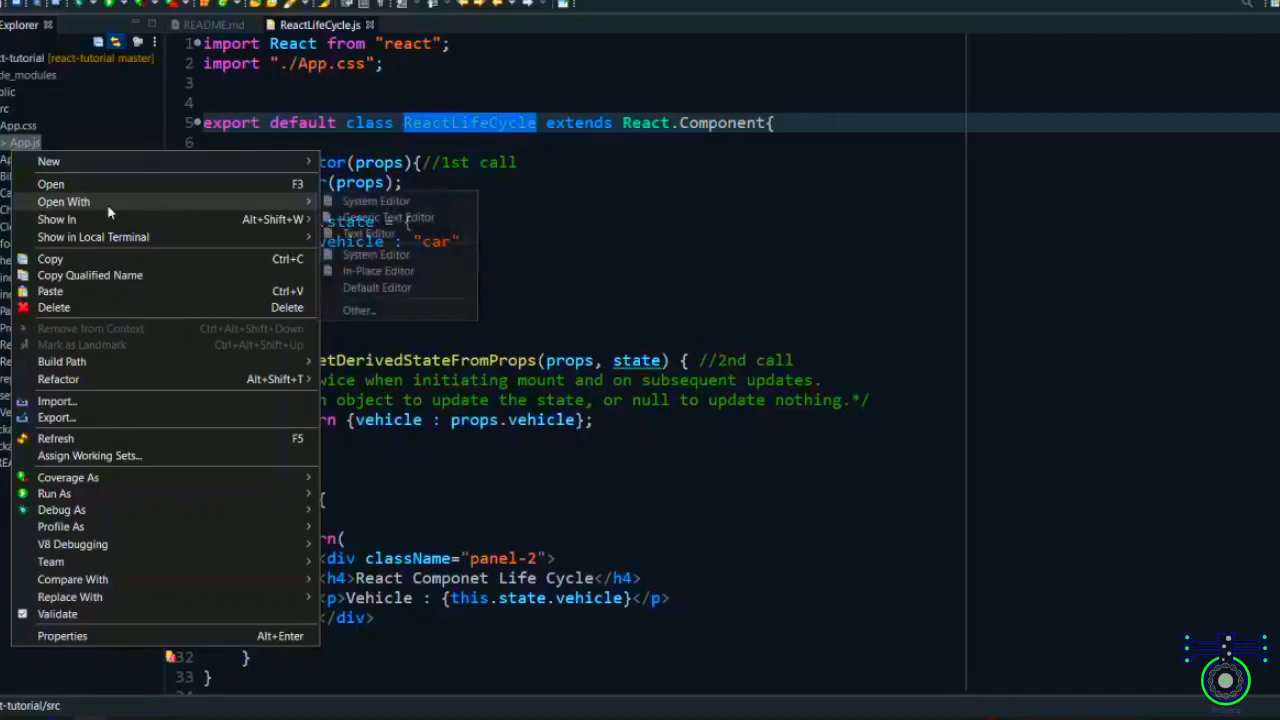 Explorer
README.md
ReactLifeCycle.js
ct-tutorial [react-tutorial master]
de_modules
blic
rc
App.css
> App.js
1 import React from "react";
2 import "./App.css";
3
4
5 export default class ReactLifeCycle extends React.Component{
6
tor(props){//1st call
r(props);
.state = {
vehicle : "car"
etDerivedStateFromProps(props, state) { //2nd call
wice when initiating mount and on subsequent updates.
n object to update the state, or null to update nothing.*/
rn {vehicle : props.vehicle};
{
rn(
<div className="panel-2">
<h4>React Componet Life Cycle</h4>
<p>Vehicle : {this.state.vehicle}</p>
</div>
32 }
33 }
New
Open F3
Open With
Show In Alt+Shift+W
Show in Local Terminal
Copy Ctrl+C
Copy Qualified Name
Paste Ctrl+V
Delete Delete
Remove from Context Ctrl+Alt+Shift+Down
Mark as Landmark Ctrl+Alt+Shift+Up
Build Path
Refactor Alt+Shift+T
Import...
Export...
Refresh F5
Assign Working Sets...
Coverage As
Run As
Debug As
Profile As
V8 Debugging
Team
Compare With
Replace With
Validate
Properties Alt+Enter
System Editor
Generic Text Editor
Text Editor
System Editor
In-Place Editor
Default Editor
Other...
ct-tutorial/src